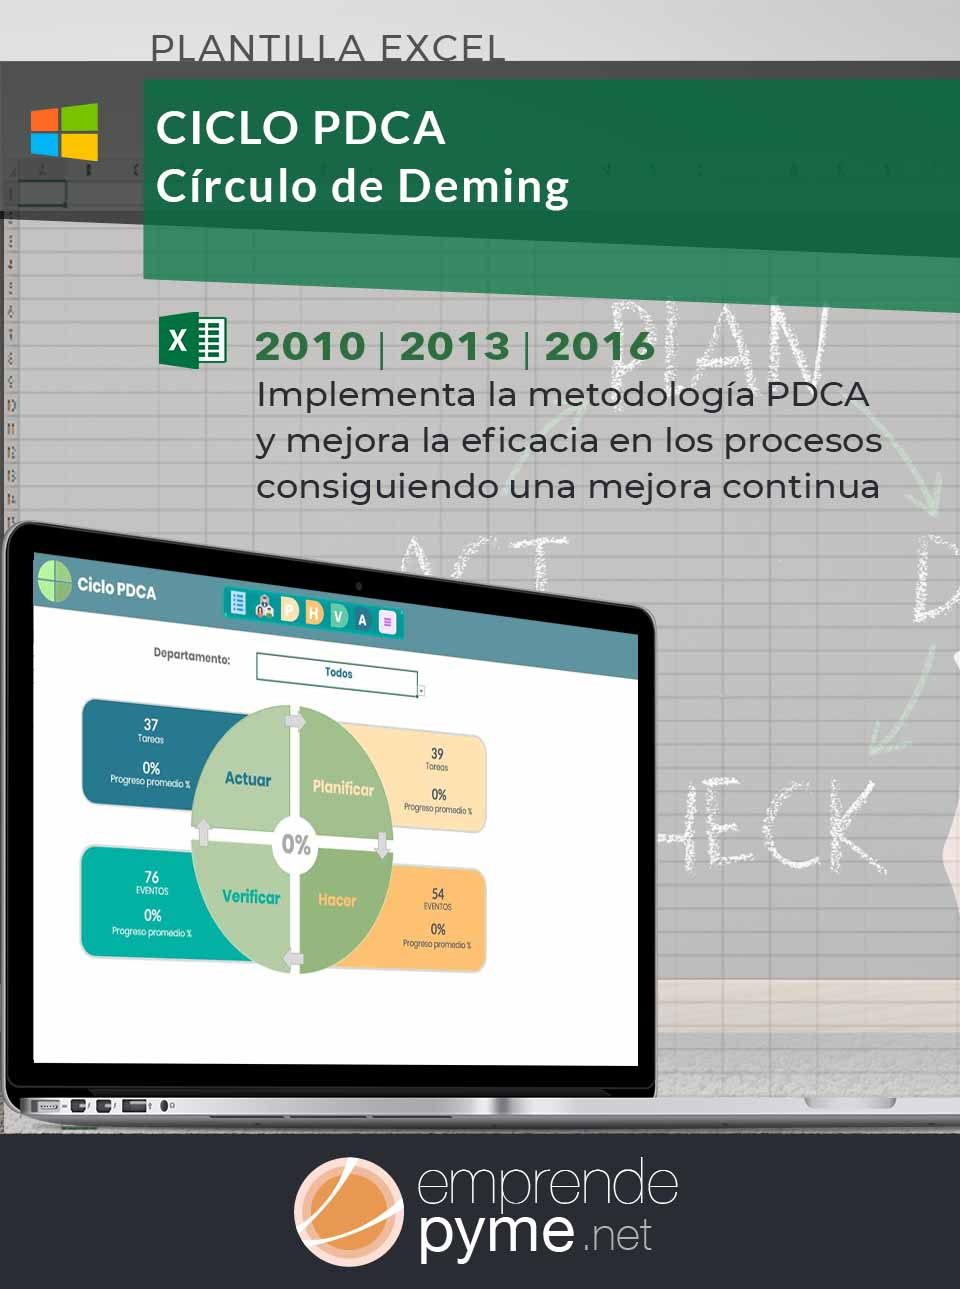 PLANTILLA EXCEL
CICLO PDCA
Círculo de Deming
X
2010 | 2013 | 2016
Implementa la metodología PDCA
y mejora la eficacia en los procesos
consiguiendo una mejora continua
PLAN
ACT
D
HECK
Ciclo PDCA
P H V A
Departamento:
Todos
37
Tareas
0%
Progreso promedio %
Actuar
Planificar
39
Tareas
0%
Progreso promedio %
0%
76
EVENTOS
0%
Progreso promedio %
Verificar
Hacer
54
EVENTOS
0%
Progreso promedio %
emprende
pyme.net